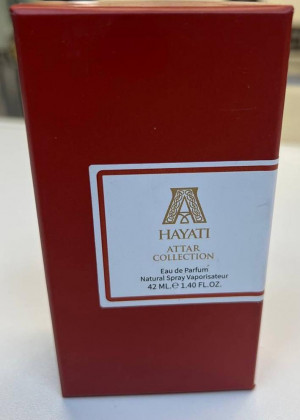 HAYATI
ATTAR
COLLECTION
Eau de Parfum
Natural Spray Vaporisateur
42 ML.℮ 1.40 FL.OZ.